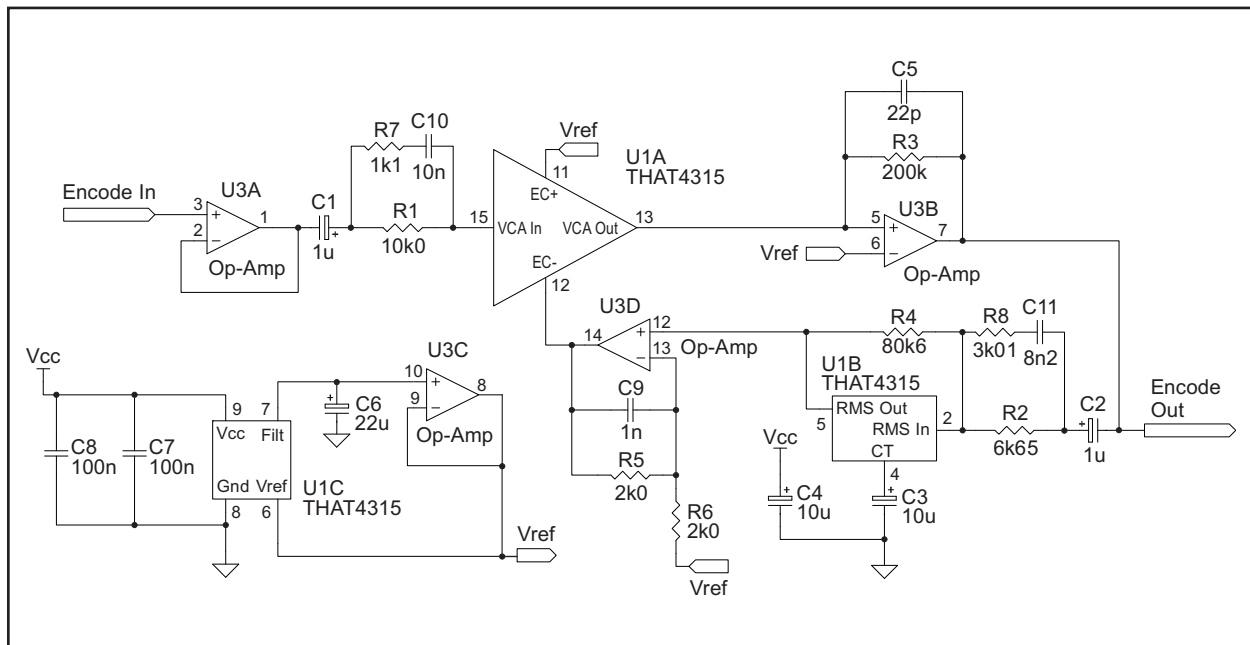 C5
22p
R3
200k
R7
1k1
C10
10n
Vref
11
U1A
THAT4315
EC+
Encode In
U3A
3
+
2
−
1
Op-Amp
C1
+
1u
R1
10k0
15
VCA In
VCA Out
13
EC-
12
5
+
6
−
7
U3B
Vref
Op-Amp
U3D
14
+
−
12
13
Op-Amp
R4
80k6
R8
3k01
C11
8n2
U1B
THAT4315
RMS Out
5
RMS In
2
CT
4
R2
6k65
C2
+
1u
Encode
Out
C9
1n
R5
2k0
R6
2k0
Vref
Vcc
C4
+
10u
C3
+
10u
Vcc
C8
100n
C7
100n
9
7
Vcc
Filt
Gnd
Vref
8
6
U1C
THAT4315
C6
+
22u
U3C
10
+
9
−
8
Op-Amp
Vref